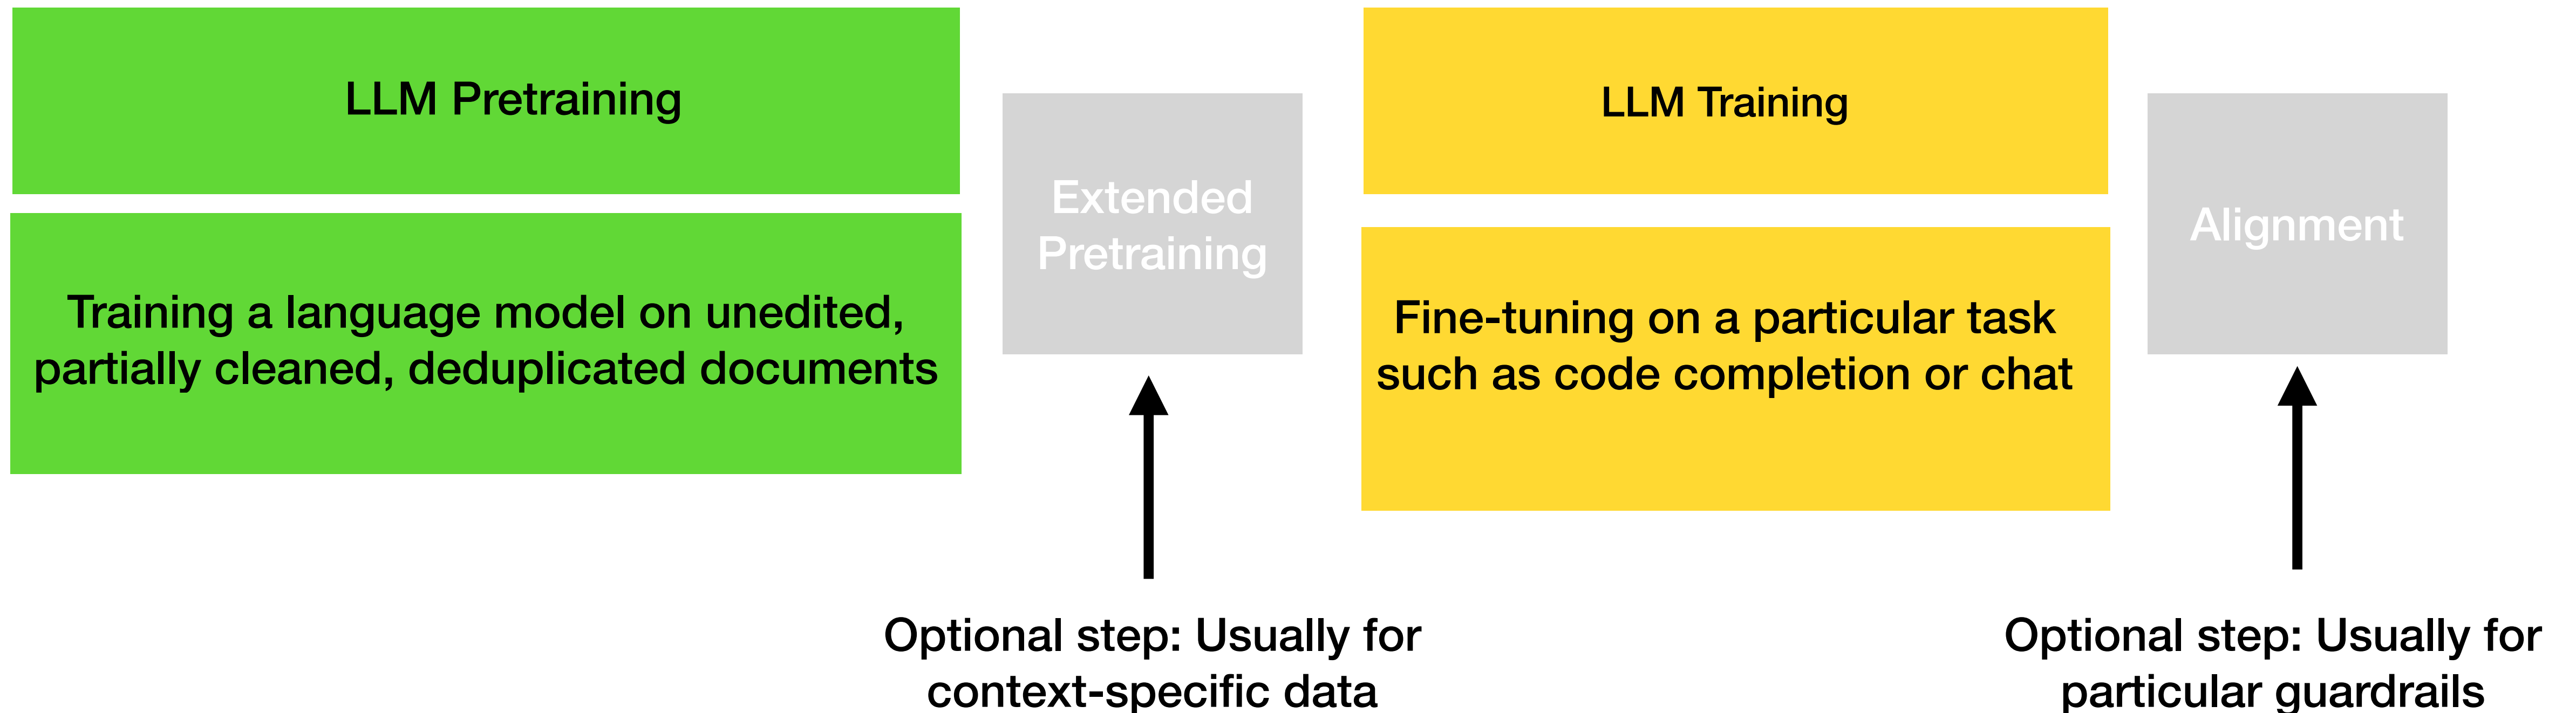 LLM Pretraining
Training a language model on unedited,
partially cleaned, deduplicated documents
Extended
Pretraining
Optional step: Usually for
context-specific data
LLM Training
Fine-tuning on a particular task
such as code completion or chat
Alignment
Optional step: Usually for
particular guardrails